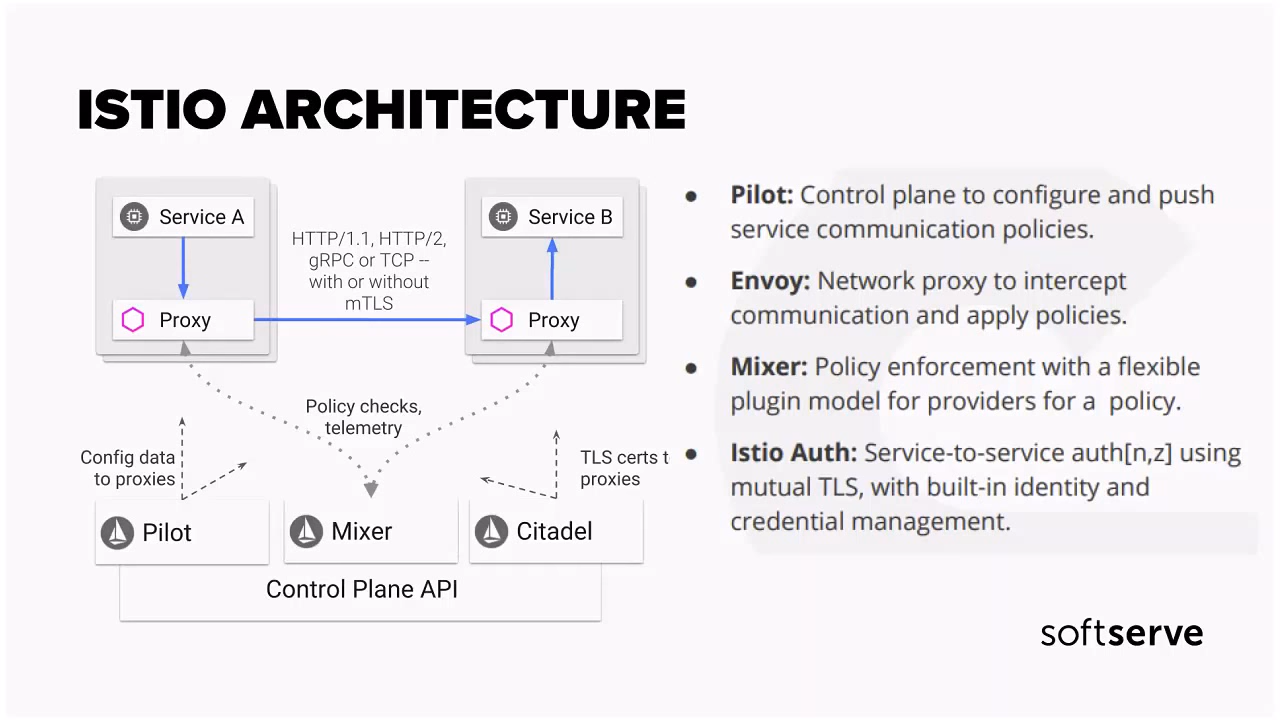 ISTIO ARCHITECTURE
Service A
Proxy
HTTP/1.1, HTTP/2,
gRPC or TCP --
with or without
mTLS
Service B
Proxy
Policy checks,
telemetry
Config data
to proxies
TLS certs t
proxies
Pilot
Mixer
Citadel
Control Plane API
● Pilot: Control plane to configure and push
service communication policies.
● Envoy: Network proxy to intercept
communication and apply policies.
● Mixer: Policy enforcement with a flexible
plugin model for providers for a policy.
● Istio Auth: Service-to-service auth[n,z] using
mutual TLS, with built-in identity and
credential management.
softserve